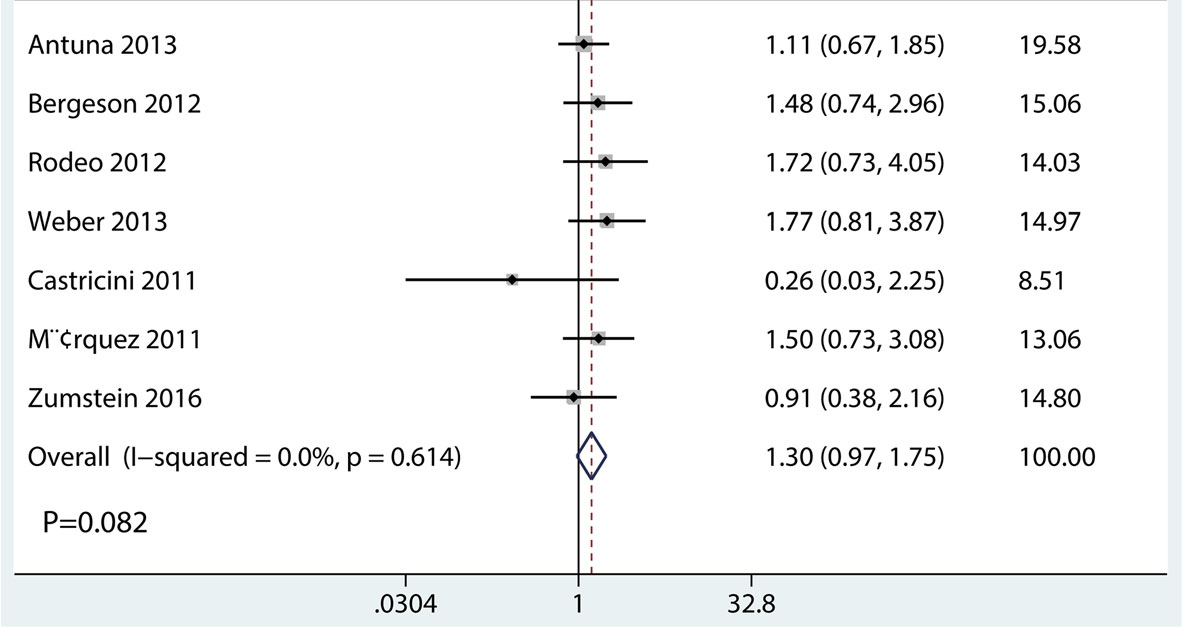 Antuna 2013 1.11 (0.67, 1.85) 19.58
Bergeson 2012 1.48 (0.74, 2.96) 15.06
Rodeo 2012 1.72 (0.73, 4.05) 14.03
Weber 2013 1.77 (0.81, 3.87) 14.97
Castricini 2011 0.26 (0.03, 2.25) 8.51
M¨¢rquez 2011 1.50 (0.73, 3.08) 13.06
Zumstein 2016 0.91 (0.38, 2.16) 14.80
Overall (I−squared = 0.0%, p = 0.614) 1.30 (0.97, 1.75) 100.00
P=0.082
.0304 1 32.8